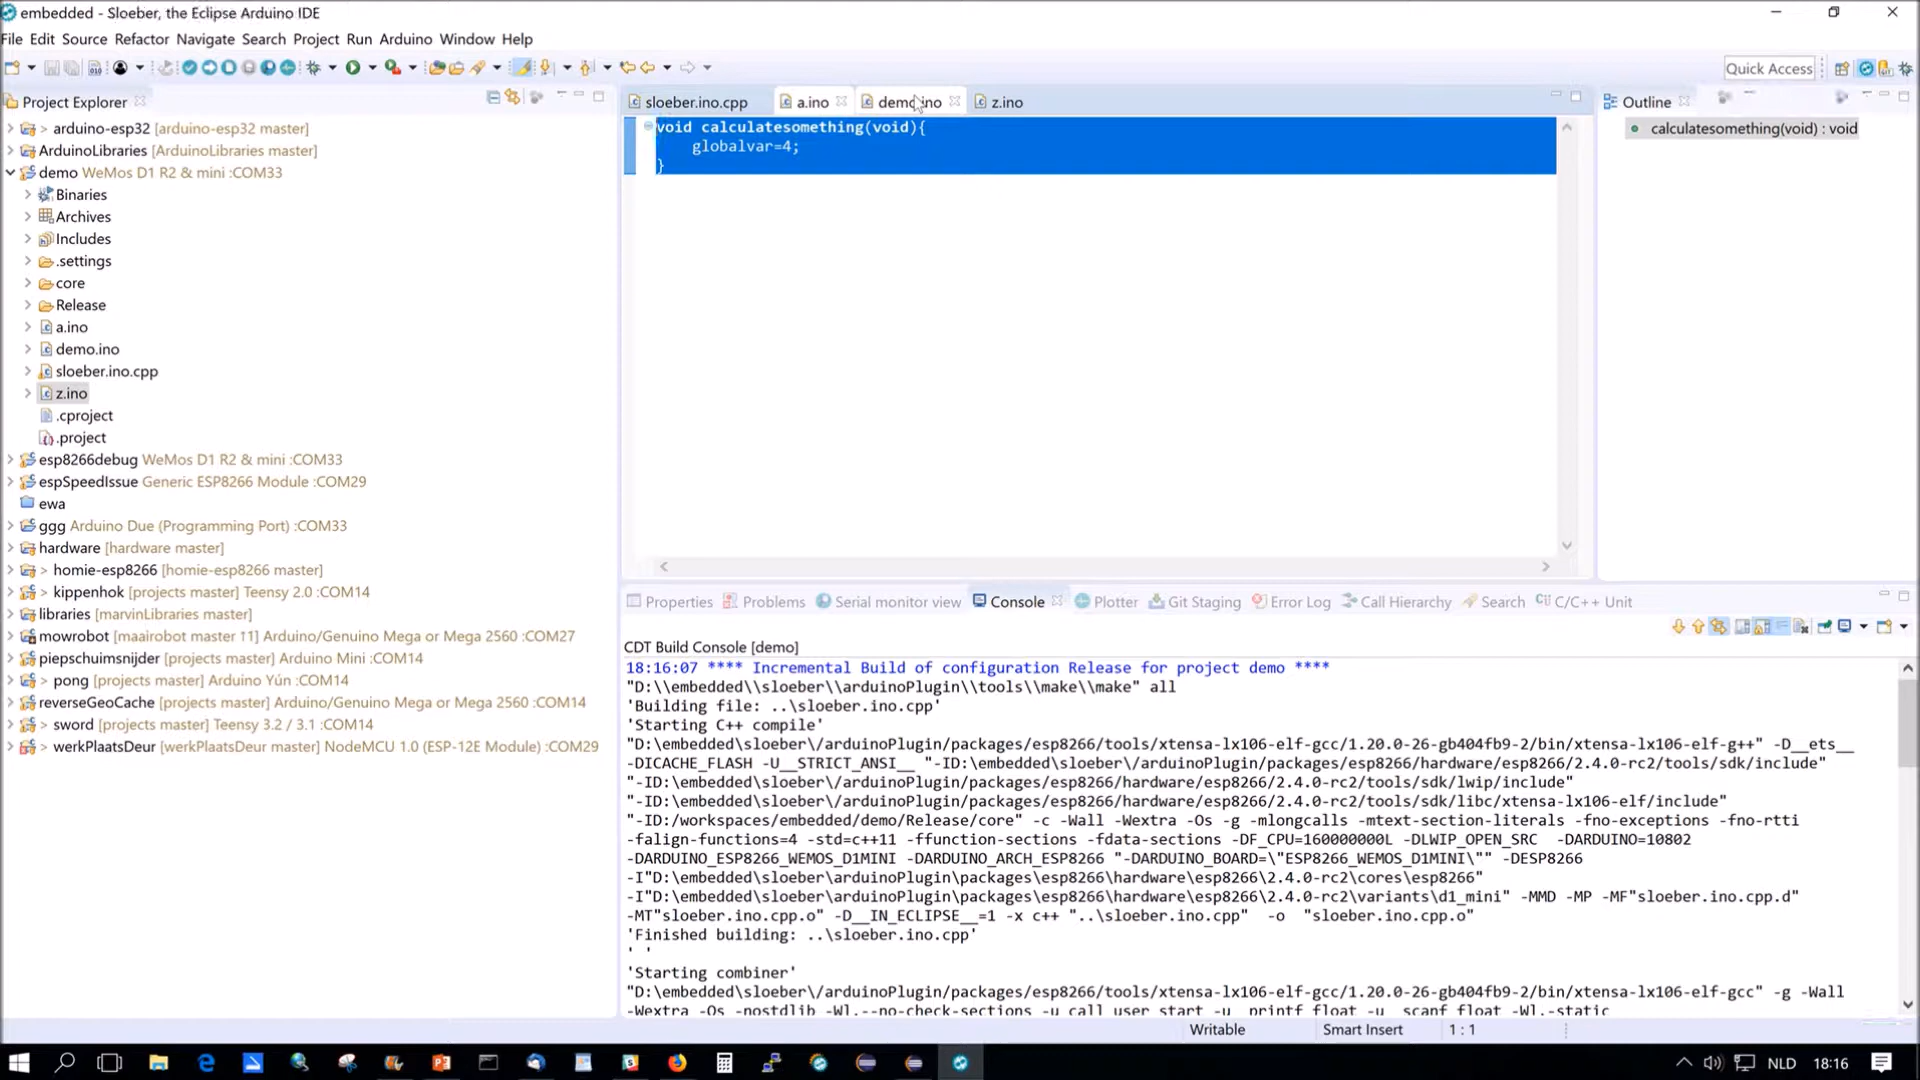 embedded - Sloeber, the Eclipse Arduino IDE
File Edit Source Refactor Navigate Search Project Run Arduino Window Help
Quick Access
Project Explorer
> arduino-esp32 [arduino-esp32 master]
ArduinoLibraries [ArduinoLibraries master]
demo WeMos D1 R2 & mini :COM33
Binaries
Archives
Includes
.settings
core
Release
a.ino
demo.ino
sloeber.ino.cpp
z.ino
.cproject
.project
esp8266debug WeMos D1 R2 & mini :COM33
espSpeedIssue Generic ESP8266 Module :COM29
ewa
ggg Arduino Due (Programming Port) :COM33
hardware [hardware master]
> homie-esp8266 [homie-esp8266 master]
> kippenhok [projects master] Teensy 2.0 :COM14
libraries [marvinLibraries master]
mowrobot [maairobot master ↑1] Arduino/Genuino Mega or Mega 2560 :COM27
piepschuimsnijder [projects master] Arduino Mini :COM14
> pong [projects master] Arduino Yún :COM14
reverseGeoCache [projects master] Arduino/Genuino Mega or Mega 2560 :COM14
> sword [projects master] Teensy 3.2 / 3.1 :COM14
> werkPlaatsDeur [werkPlaatsDeur master] NodeMCU 1.0 (ESP-12E Module) :COM29
sloeber.ino.cpp a.ino demo.ino z.ino
void calculatesomething(void){
globalvar=4;
}
Outline
calculatesomething(void) : void
Properties Problems Serial monitor view Console Plotter Git Staging Error Log Call Hierarchy Search C/C++ Unit
CDT Build Console [demo]
18:16:07 **** Incremental Build of configuration Release for project demo ****
"D:\\embedded\\sloeber\\arduinoPlugin\\tools\\make\\make" all
'Building file: ..\sloeber.ino.cpp'
'Starting C++ compile'
"D:\embedded\sloeber\/arduinoPlugin/packages/esp8266/tools/xtensa-lx106-elf-gcc/1.20.0-26-gb404fb9-2/bin/xtensa-lx106-elf-g++" -D__ets__
-DICACHE_FLASH -U__STRICT_ANSI__ "-ID:\embedded\sloeber\/arduinoPlugin/packages/esp8266/hardware/esp8266/2.4.0-rc2/tools/sdk/include"
"-ID:\embedded\sloeber\/arduinoPlugin/packages/esp8266/hardware/esp8266/2.4.0-rc2/tools/sdk/lwip/include"
"-ID:\embedded\sloeber\/arduinoPlugin/packages/esp8266/hardware/esp8266/2.4.0-rc2/tools/sdk/libc/xtensa-lx106-elf/include"
"-ID:/workspaces/embedded/demo/Release/core" -c -Wall -Wextra -Os -g -mlongcalls -mtext-section-literals -fno-exceptions -fno-rtti
-falign-functions=4 -std=c++11 -ffunction-sections -fdata-sections -DF_CPU=160000000L -DLWIP_OPEN_SRC -DARDUINO=10802
-DARDUINO_ESP8266_WEMOS_D1MINI -DARDUINO_ARCH_ESP8266 "-DARDUINO_BOARD=\"ESP8266_WEMOS_D1MINI\"" -DESP8266
-I"D:\embedded\sloeber\arduinoPlugin\packages\esp8266\hardware\esp8266\2.4.0-rc2\cores\esp8266"
-I"D:\embedded\sloeber\arduinoPlugin\packages\esp8266\hardware\esp8266\2.4.0-rc2\variants\d1_mini" -MMD -MP -MF"sloeber.ino.cpp.d"
-MT"sloeber.ino.cpp.o" -D__IN_ECLIPSE__=1 -x c++ "..\sloeber.ino.cpp" -o "sloeber.ino.cpp.o"
'Finished building: ..\sloeber.ino.cpp'
' '
'Starting combiner'
"D:\embedded\sloeber\/arduinoPlugin/packages/esp8266/tools/xtensa-lx106-elf-gcc/1.20.0-26-gb404fb9-2/bin/xtensa-lx106-elf-gcc" -g -Wall
-Wextra -Os -nostdlib -Wl,--no-check-sections -u call_user_start -u _printf_float -u _scanf_float -Wl,-static
Writable Smart Insert 1 : 1
NLD 18:16